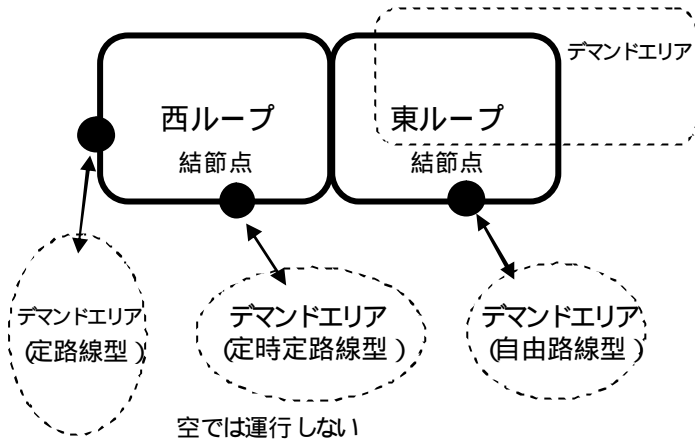 デマンドエリア
西ループ
東ループ
結節点
結節点
デマンドエリア
(定路線型)
デマンドエリア
(定時定路線型)
デマンドエリア
(自由路線型)
空では運行しない